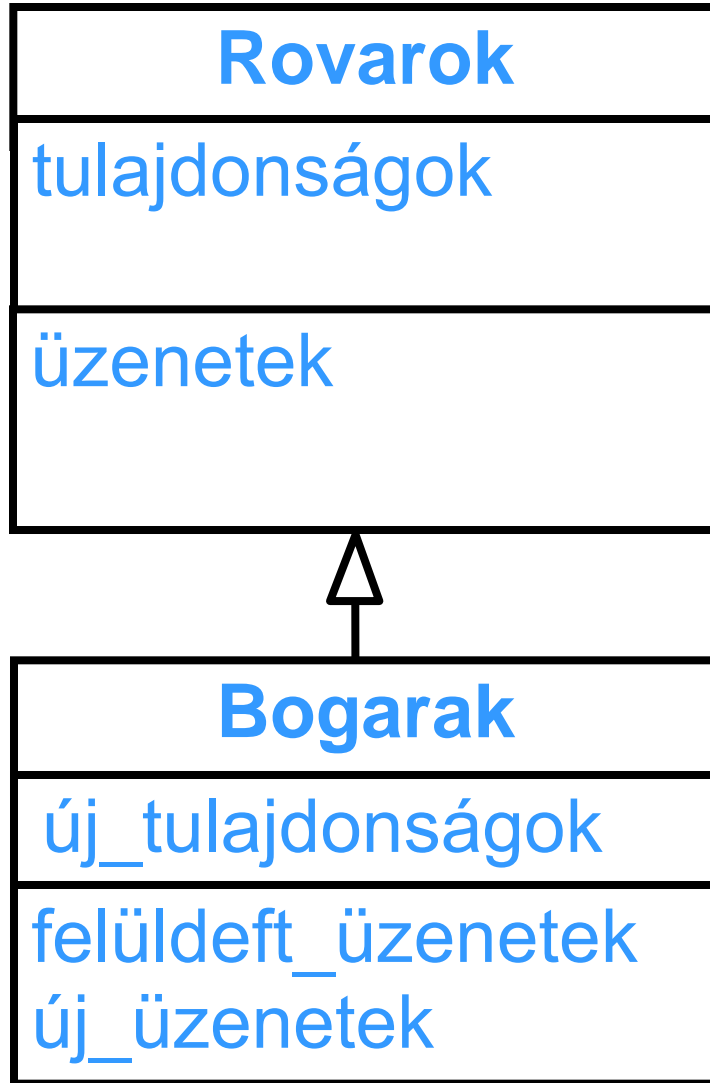 Rovarok
tulajdonságok
üzenetek
Bogarak
új_tulajdonságok
felüldeft_üzenetek
új_üzenetek